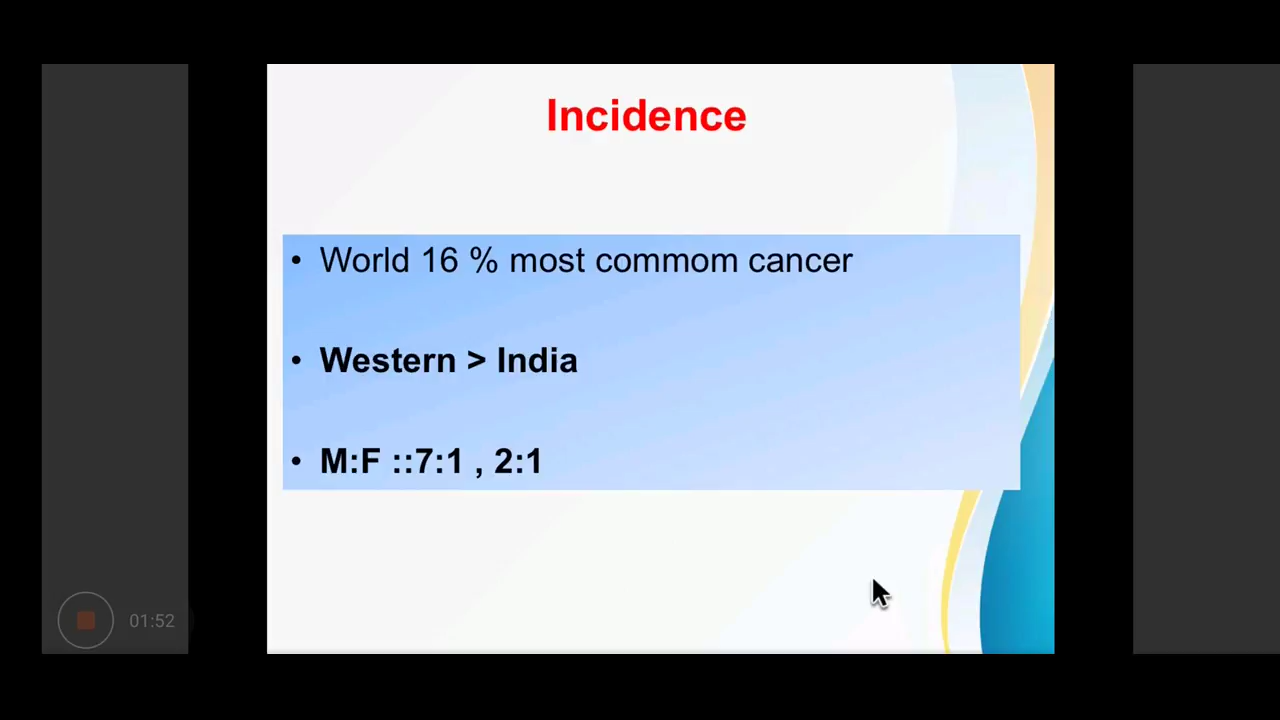 Incidence
• World 16 % most commom cancer
• Western > India
• M:F ::7:1 , 2:1
01:52